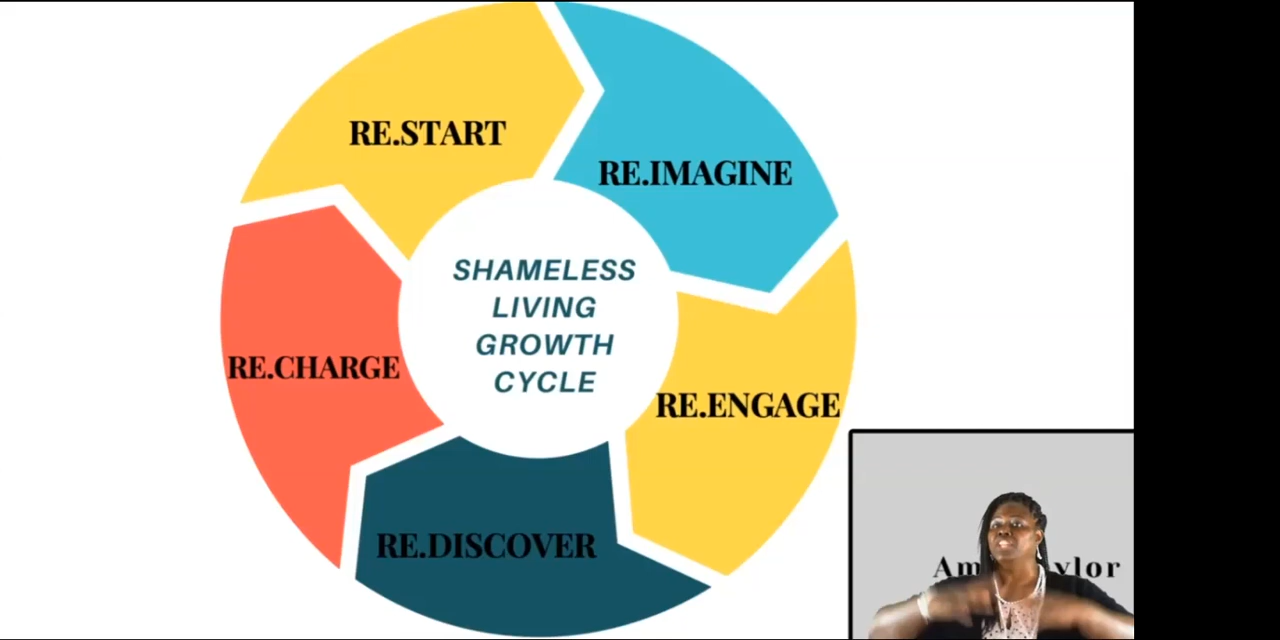 RE.START
RE.IMAGINE
SHAMELESS
LIVING
GROWTH
CYCLE
RE.CHARGE
RE.ENGAGE
RE.DISCOVER